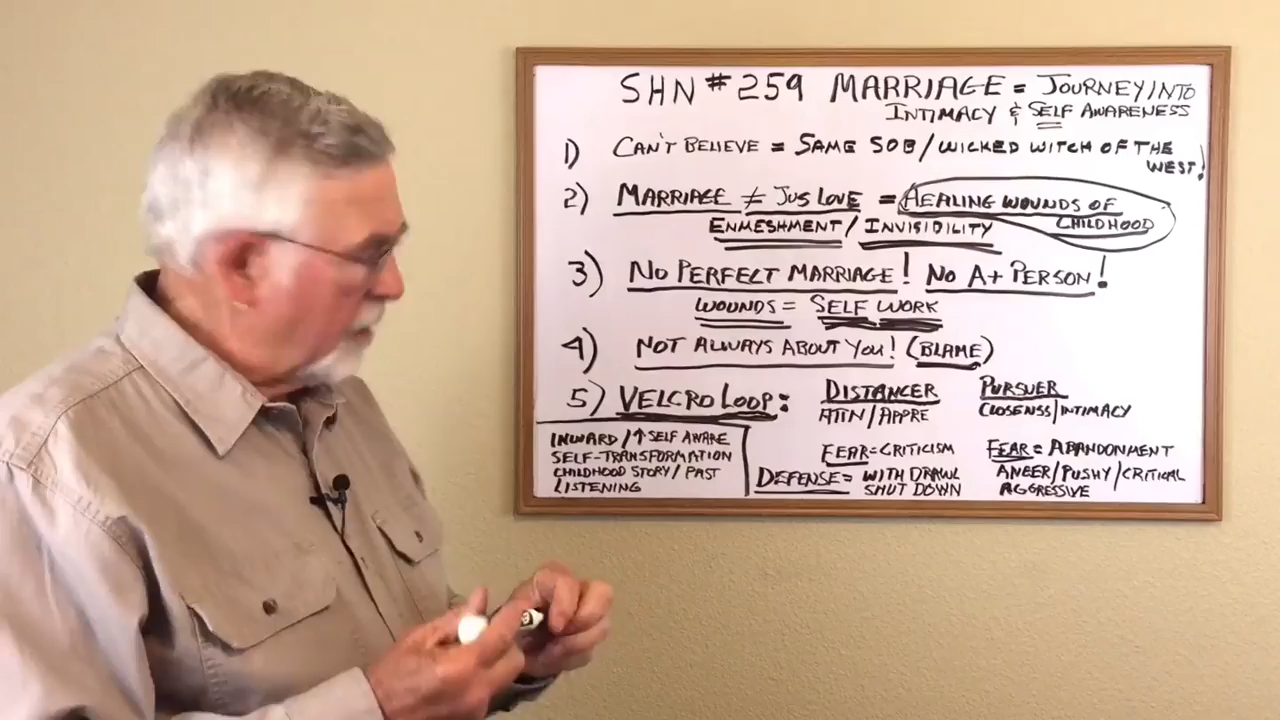 SHN #259 MARRIAGE = JOURNEY INTO
INTIMACY & SELF AWARENESS
1) CAN'T BELIEVE = SAME SOB/WICKED WITCH OF THE
WEST!
2) MARRIAGE ≠ JUS LOVE = HEALING WOUNDS OF
CHILDHOOD
ENMESHMENT/INVISIBILITY
3) NO PERFECT MARRIAGE! NO A+ PERSON!
WOUNDS = SELF WORK
4) NOT ALWAYS ABOUT YOU! (BLAME)
5) VELCRO LOOP:
DISTANCER
ATTN/APPRE
FEAR=CRITICISM
DEFENSE= WITH DRAWL
SHUT DOWN
PURSUER
CLOSENSS/INTIMACY
FEAR = ABANDONMENT
ANGER/PUSHY/CRITICAL
AGGRESSIVE
INWARD/↑SELF AWARE
SELF-TRANSFORMATION
CHILDHOOD STORY/PAST
LISTENING